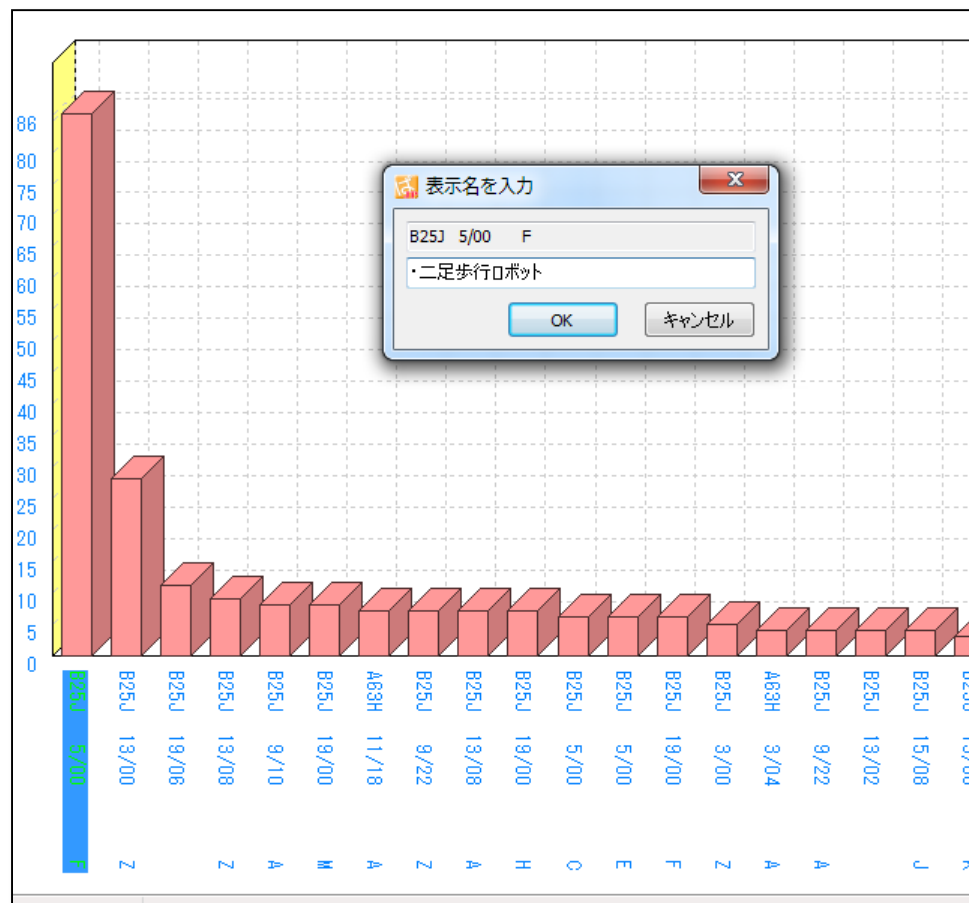 86
80
75
70
65
60
55
50
45
40
35
30
25
20
15
10
5
0
表示名を入力
B25J 5/00 F
・二足歩行ロボット
OK
キャンセル
B25J 5/00 F
B25J 13/00 Z
B25J 19/06
B25J 13/08 Z
B25J 9/10 A
B25J 19/00 M
A63H 11/18 A
B25J 9/22 Z
B25J 13/08 A
B25J 19/00 H
B25J 5/00 C
B25J 5/00 E
B25J 19/00 F
B25J 3/00 Z
A63H 3/04 A
B25J 9/22 A
B25J 13/02
B25J 15/08 J